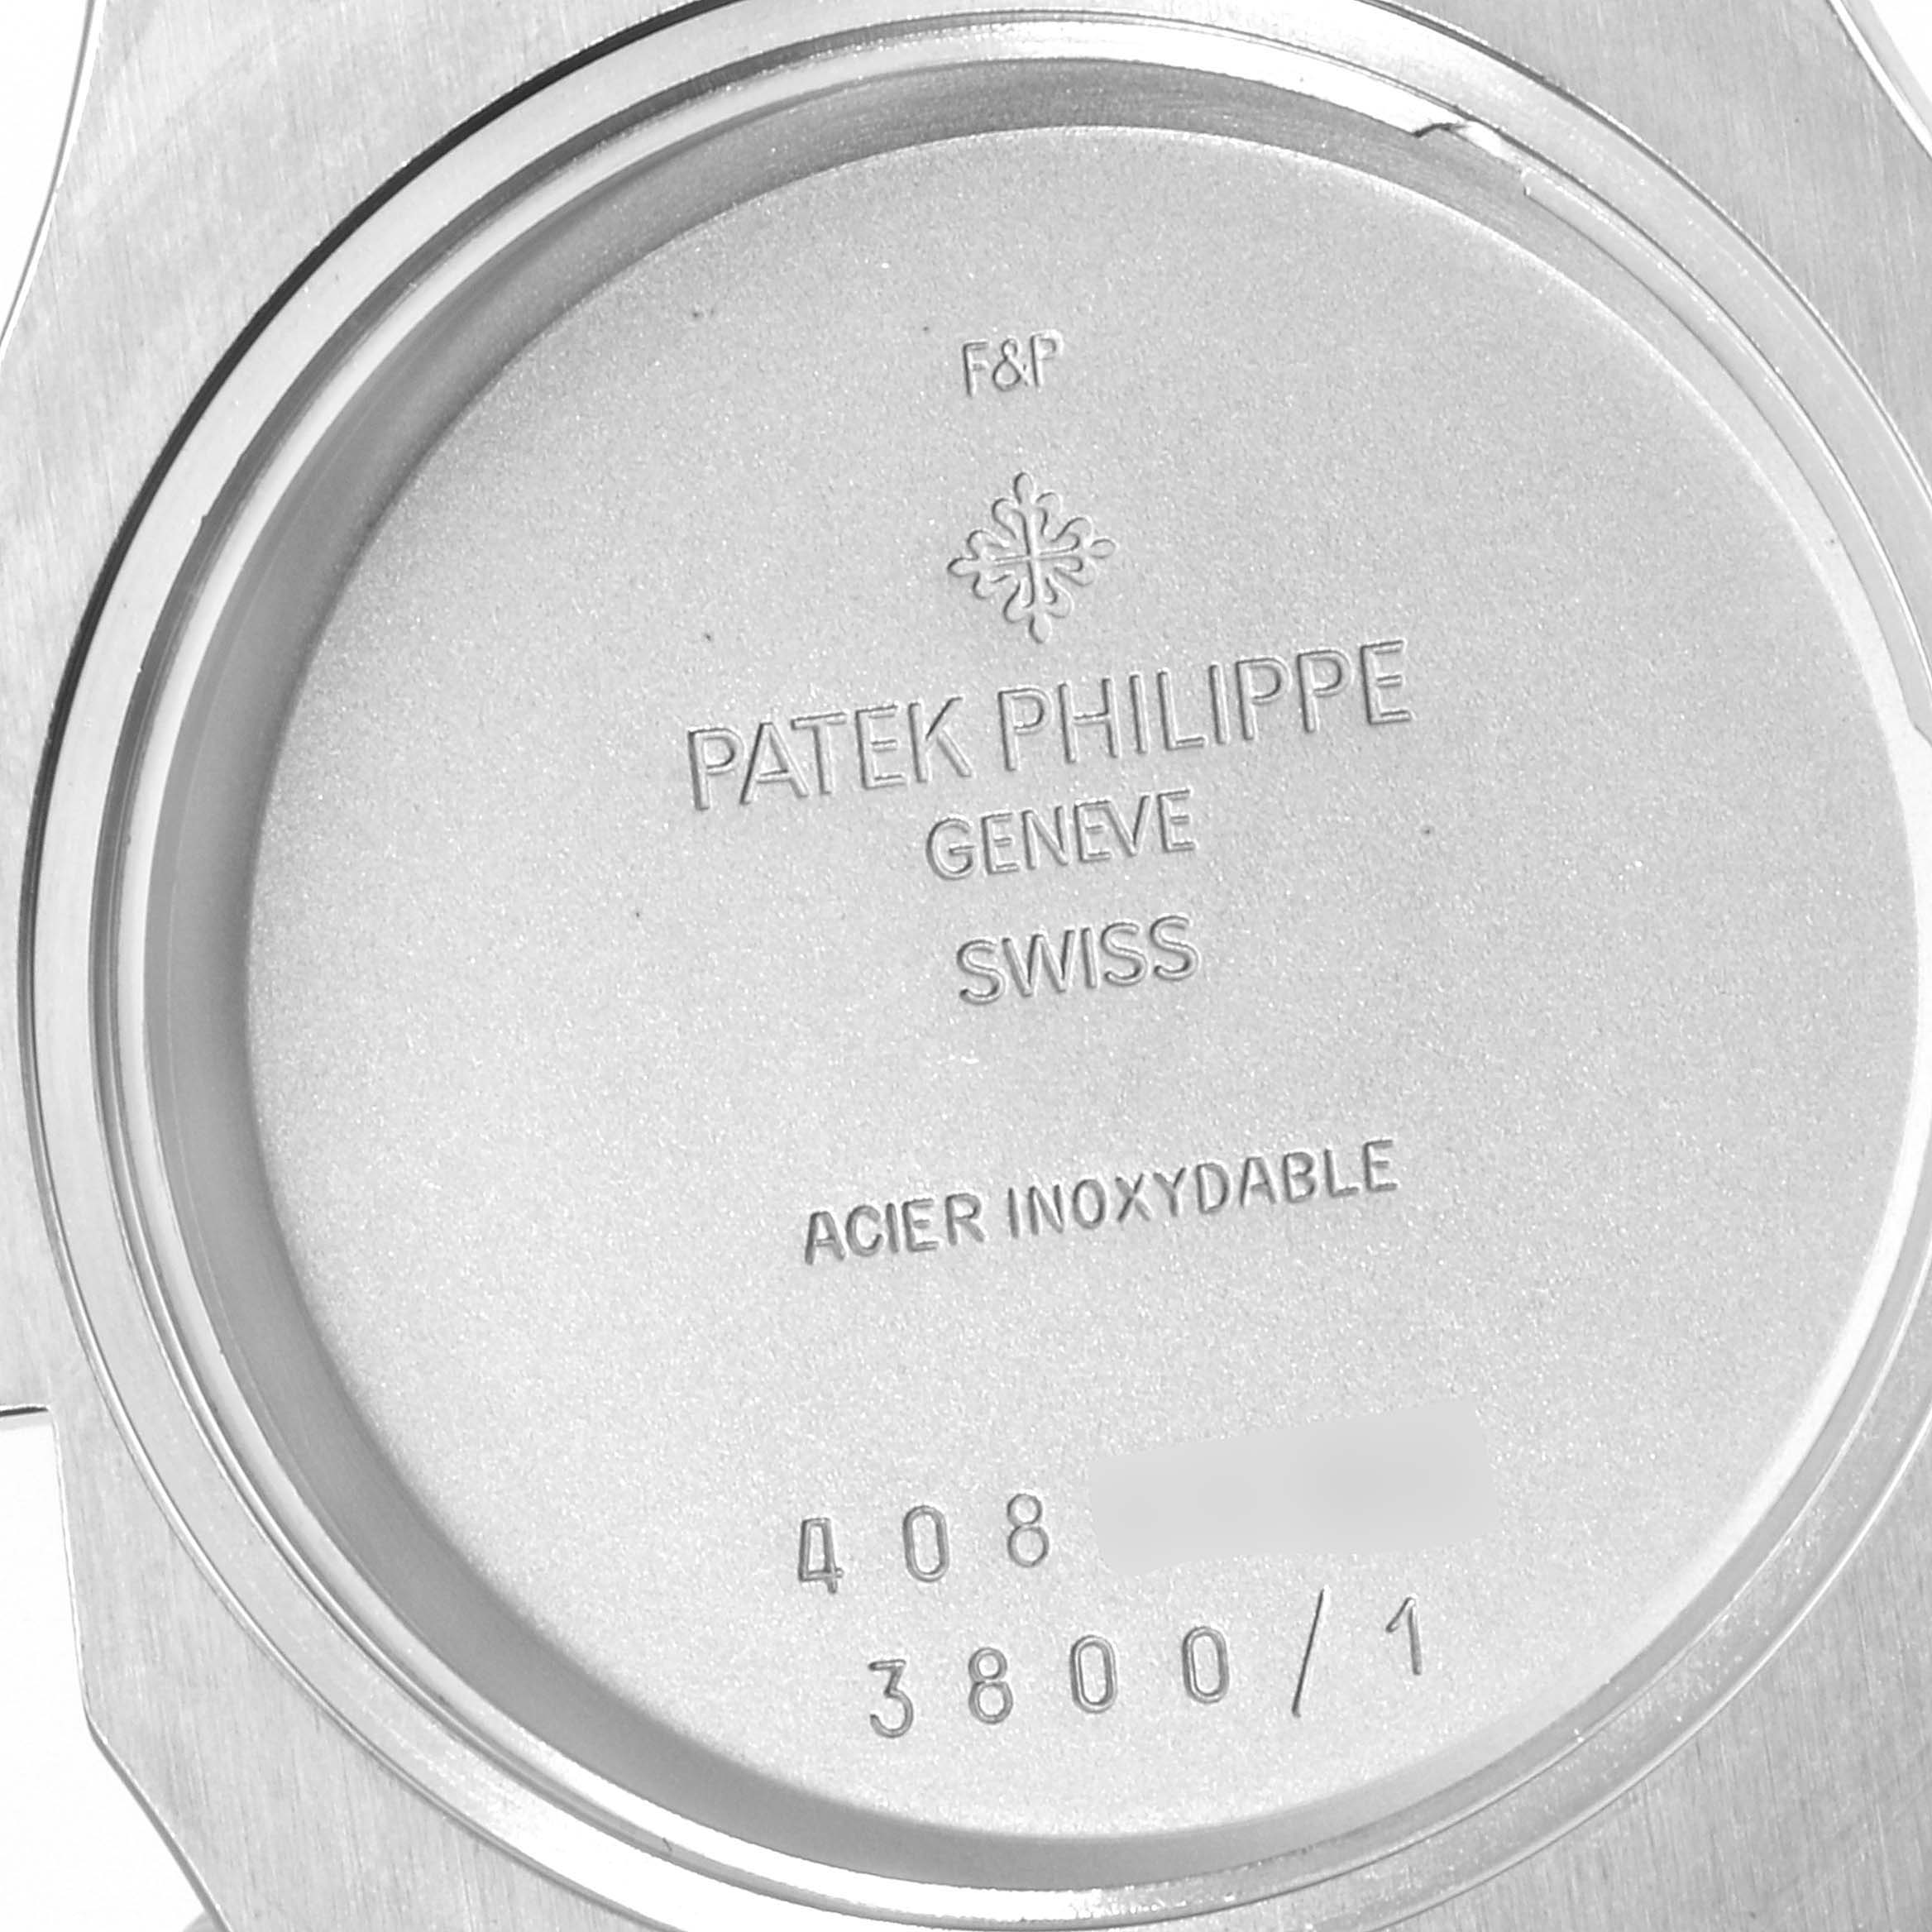 F&P
PATEK PHILIPPE
GENEVE
SWISS
ACIER INOXYDABLE
408
3800/1